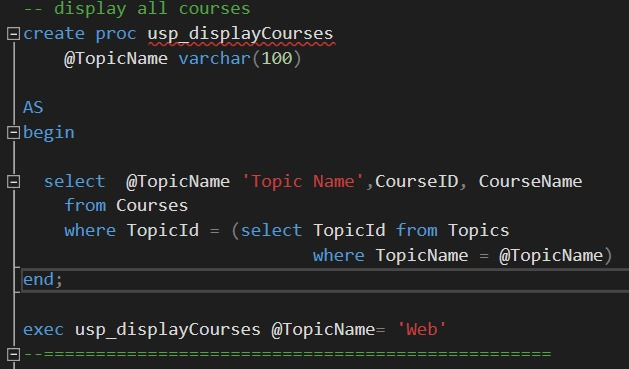 -- display all courses
create proc usp_displayCourses
@TopicName varchar(100)
AS
begin
select @TopicName 'Topic Name',CourseID, CourseName
from Courses
where TopicId = (select TopicId from Topics
where TopicName = @TopicName)
end;
exec usp_displayCourses @TopicName= 'Web'
--=================================================